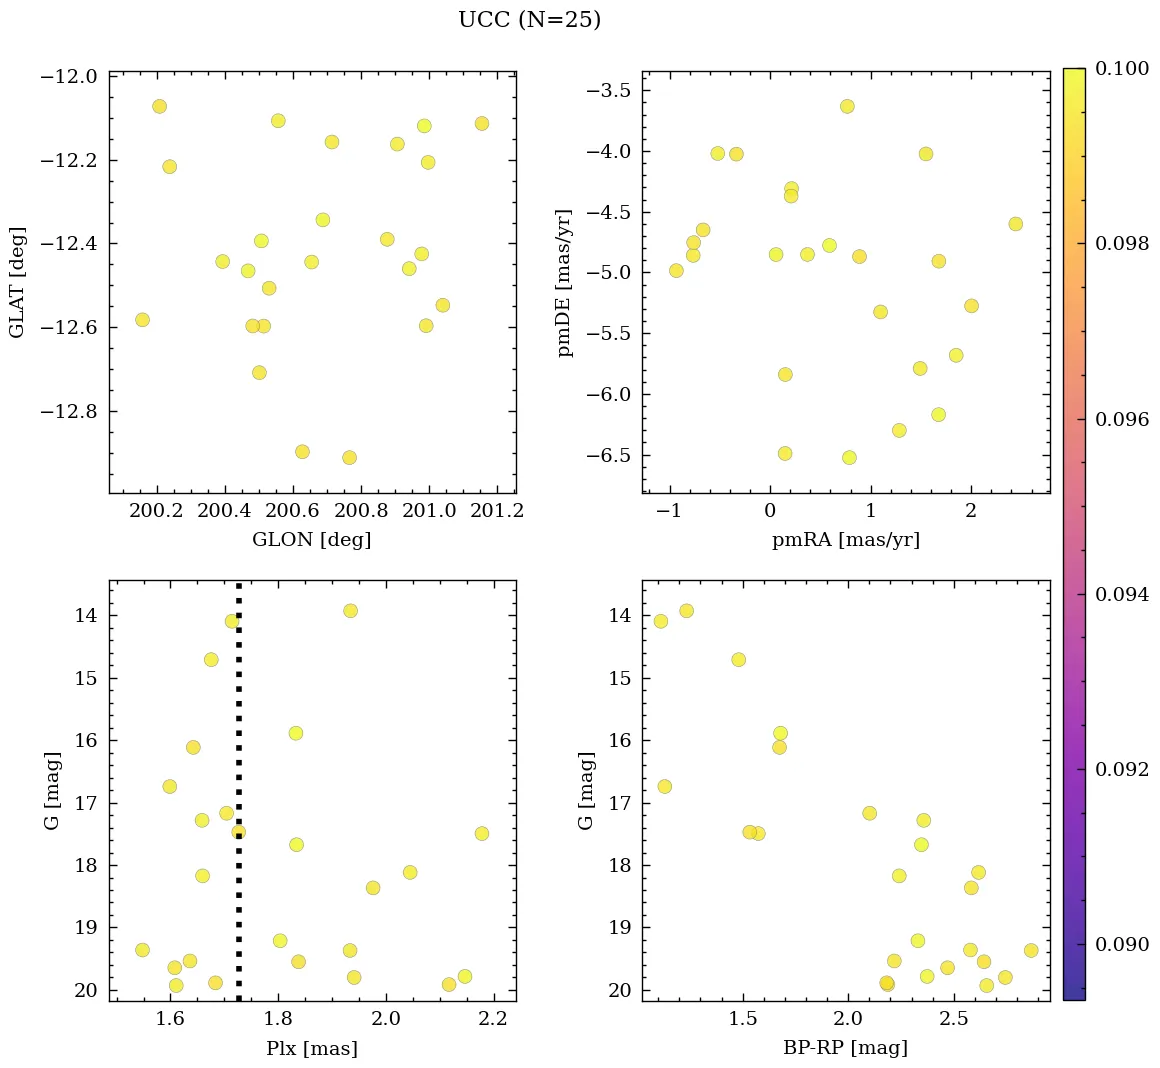 UCC (N=25)
−12.0
−12.2
−12.4
−12.6
−12.8
GLAT [deg]
200.2 200.4 200.6 200.8 201.0 201.2
GLON [deg]
−3.5
−4.0
−4.5
−5.0
−5.5
−6.0
−6.5
pmDE [mas/yr]
−1 0 1 2
pmRA [mas/yr]
14
15
16
17
18
19
20
G [mag]
1.6 1.8 2.0 2.2
Plx [mas]
14
15
16
17
18
19
20
G [mag]
1.5 2.0 2.5
BP-RP [mag]
0.100
0.098
0.096
0.094
0.092
0.090